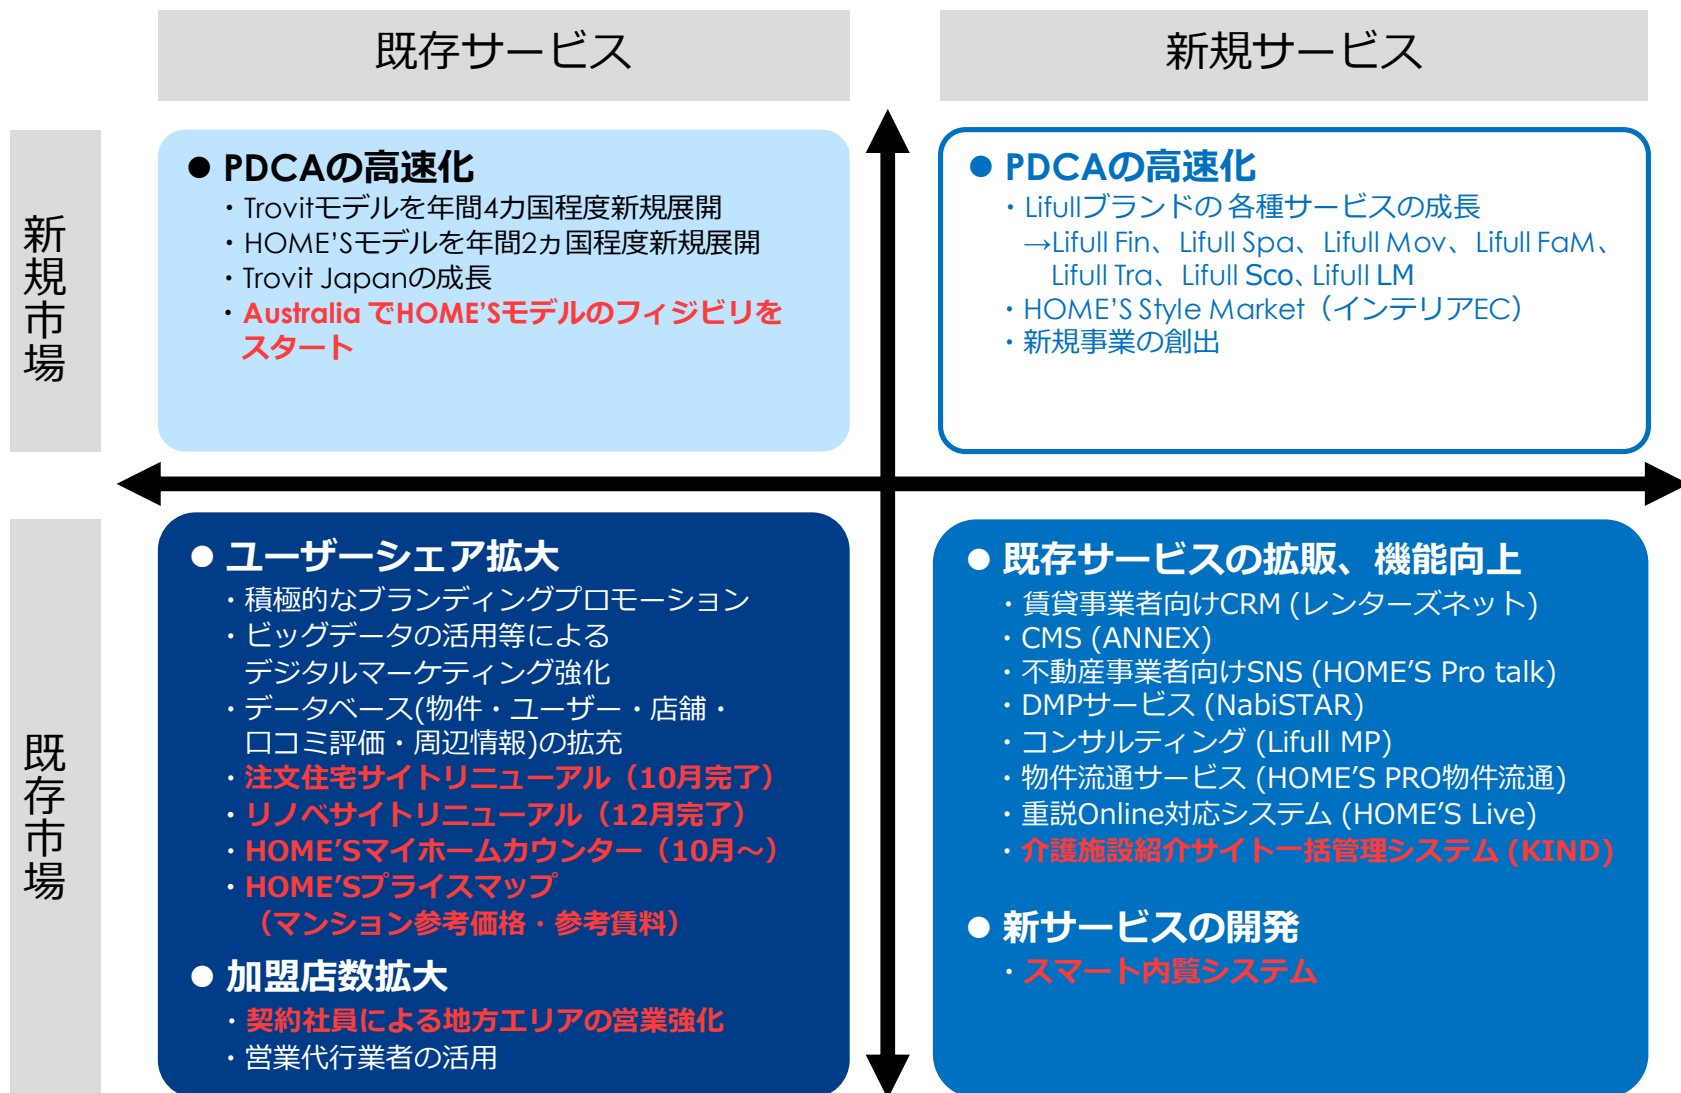 既存サービス
新規サービス
新規市場
● PDCAの高速化
・Trovitモデルを年間4カ国程度新規展開
・HOME'Sモデルを年間2ヵ国程度新規展開
・Trovit Japanの成長
・Australia でHOME'Sモデルのフィジビリを
スタート
● PDCAの高速化
・Lifullブランドの 各種サービスの成長
→Lifull Fin、Lifull Spa、Lifull Mov、Lifull FaM、
Lifull Tra、Lifull Sco、Lifull LM
・HOME'S Style Market（インテリアEC）
・新規事業の創出
既存市場
● ユーザーシェア拡大
・積極的なブランディングプロモーション
・ビッグデータの活用等による
デジタルマーケティング強化
・データベース(物件・ユーザー・店舗・
口コミ評価・周辺情報)の拡充
・注文住宅サイトリニューアル（10月完了）
・リノベサイトリニューアル（12月完了）
・HOME'Sマイホームカウンター（10月～）
・HOME'Sプライスマップ
（マンション参考価格・参考賃料）
● 加盟店数拡大
・契約社員による地方エリアの営業強化
・営業代行業者の活用
● 既存サービスの拡販、機能向上
・賃貸事業者向けCRM (レンターズネット)
・CMS (ANNEX)
・不動産事業者向けSNS (HOME'S Pro talk)
・DMPサービス (NabiSTAR)
・コンサルティング (Lifull MP)
・物件流通サービス (HOME'S PRO物件流通)
・重説Online対応システム (HOME'S Live)
・介護施設紹介サイト一括管理システム (KIND)
● 新サービスの開発
・スマート内覧システム